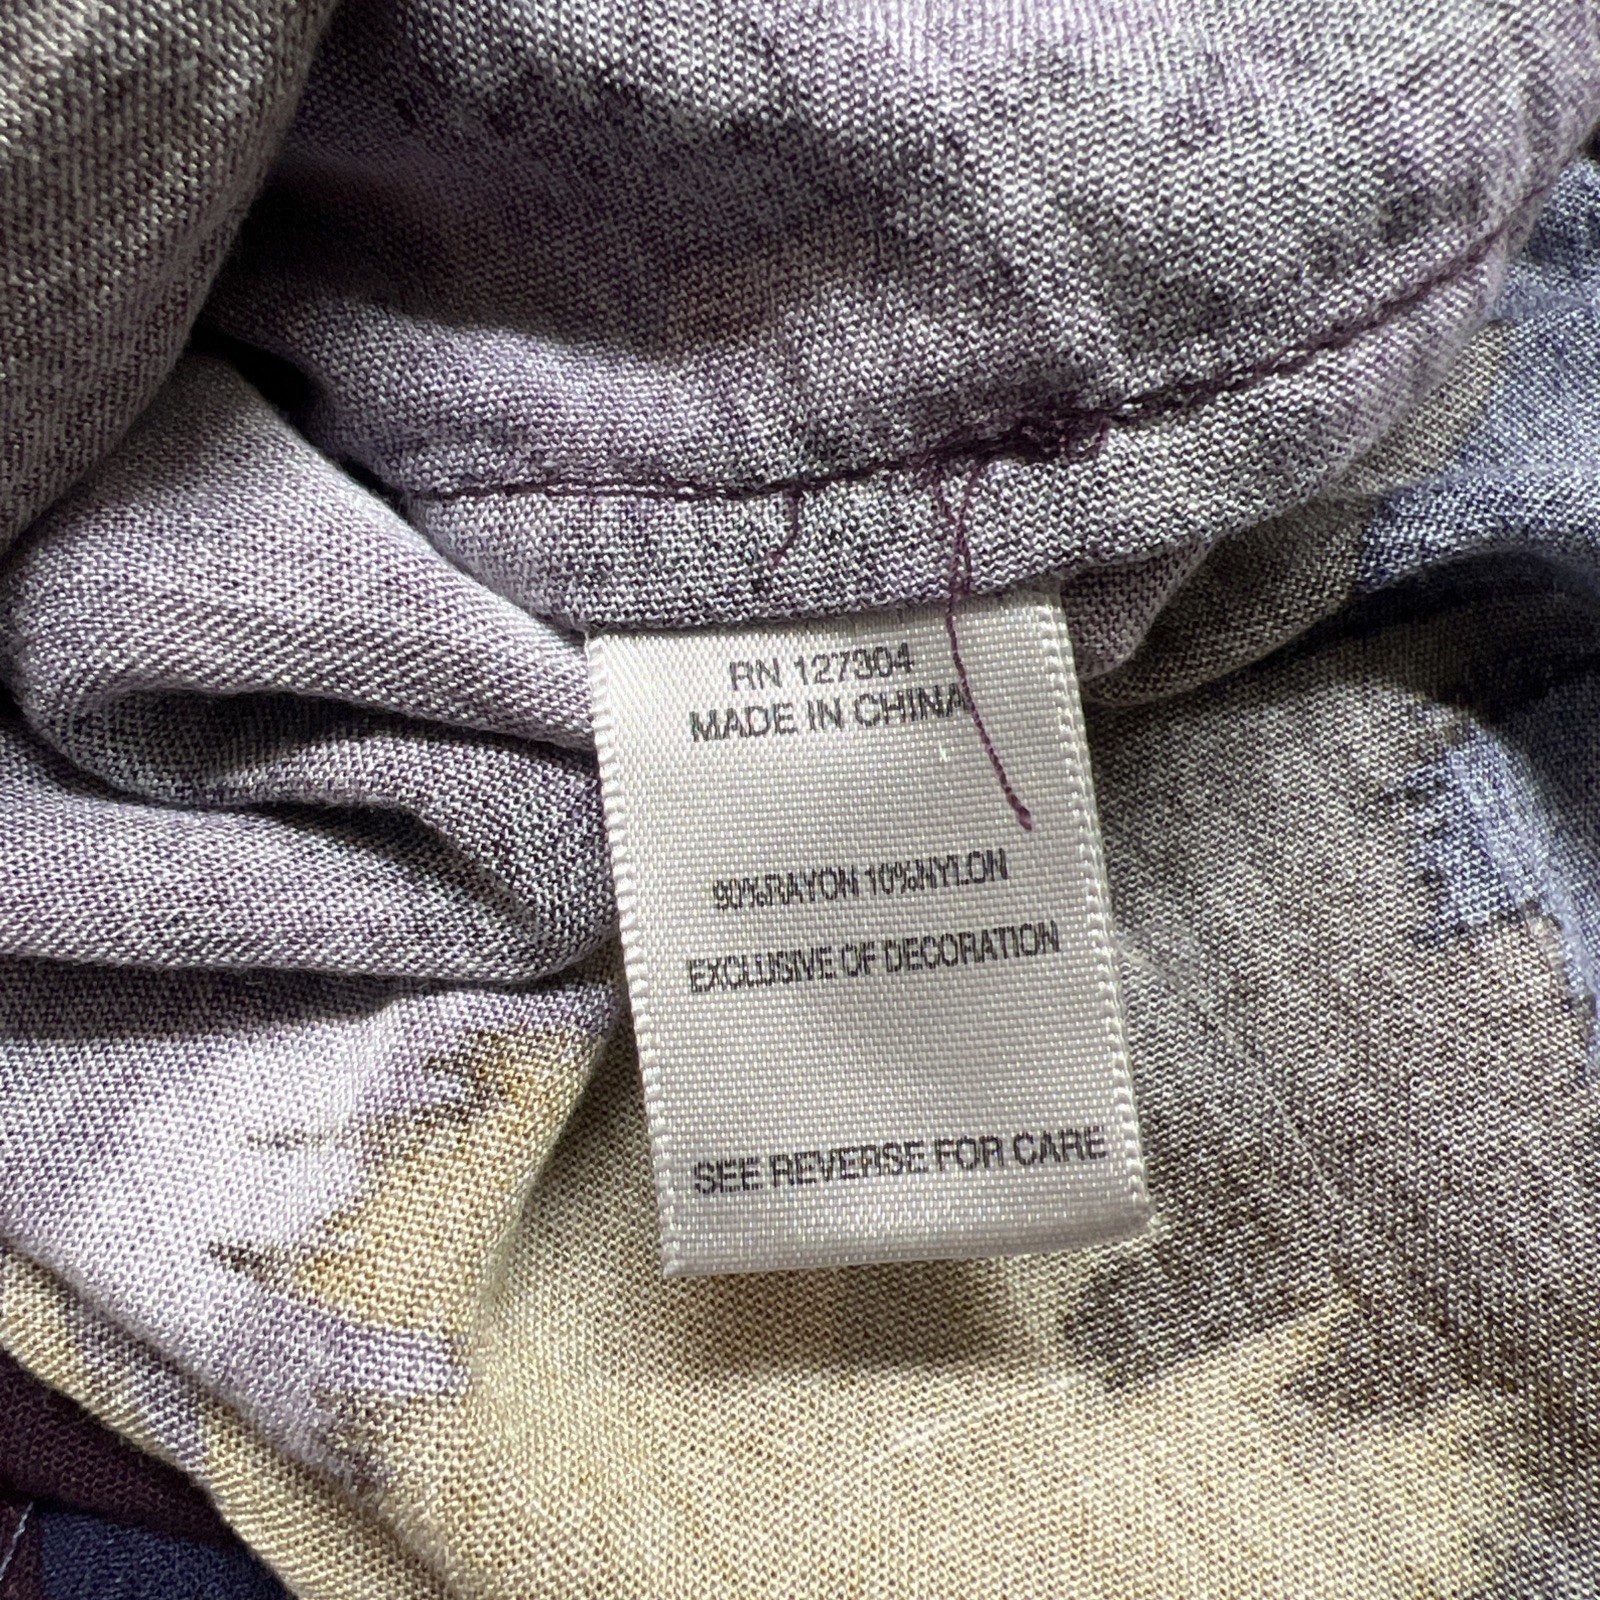 RN 127304
MADE IN CHINA
90%RAYON 10%NYLON
EXCLUSIVE OF DECORATION
SEE REVERSE FOR CARE